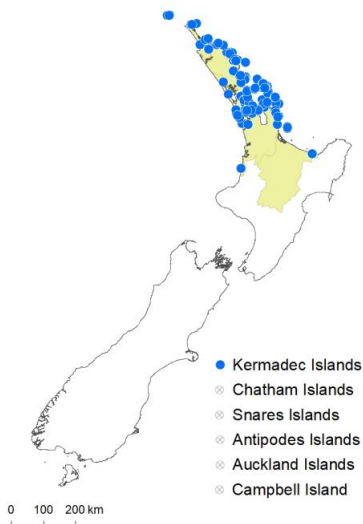 Kermadec Islands
Chatham Islands
Snares Islands
Antipodes Islands
Auckland Islands
Campbell Island
0 100 200 km